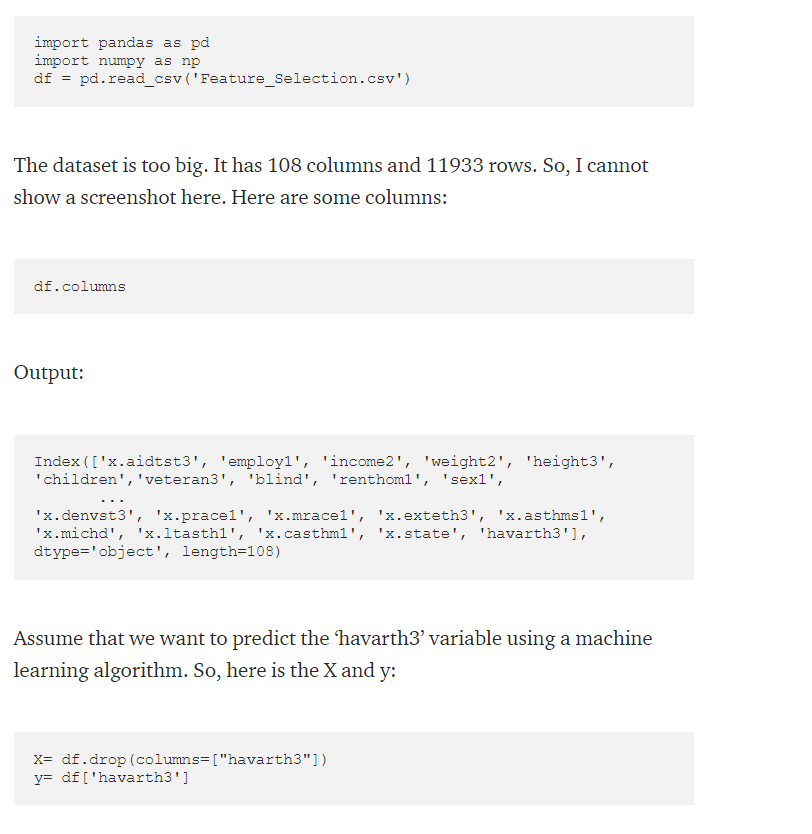 import pandas as pd
import numpy as np
df = pd.read_csv('Feature_Selection.csv')
The dataset is too big. It has 108 columns and 11933 rows. So, I cannot
show a screenshot here. Here are some columns:
df.columns
Output:
Index(['x.aidtst3', 'employ1', 'income2', 'weight2', 'height3',
'children','veteran3', 'blind', 'renthom1', 'sex1',
...
'x.denvst3', 'x.prace1', 'x.mrace1', 'x.exteth3', 'x.asthms1',
'x.michd', 'x.ltasth1', 'x.casthm1', 'x.state', 'havarth3'],
dtype='object', length=108)
Assume that we want to predict the ‘havarth3’ variable using a machine
learning algorithm. So, here is the X and y:
X= df.drop(columns=["havarth3"])
y= df['havarth3']